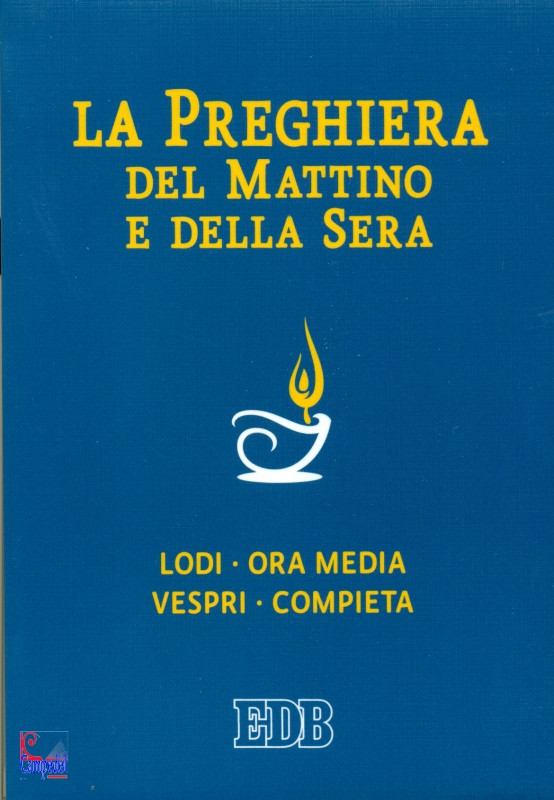 LA PREGHIERA
DEL MATTINO
E DELLA SERA
LODI · ORA MEDIA
VESPRI · COMPIETA
EDB